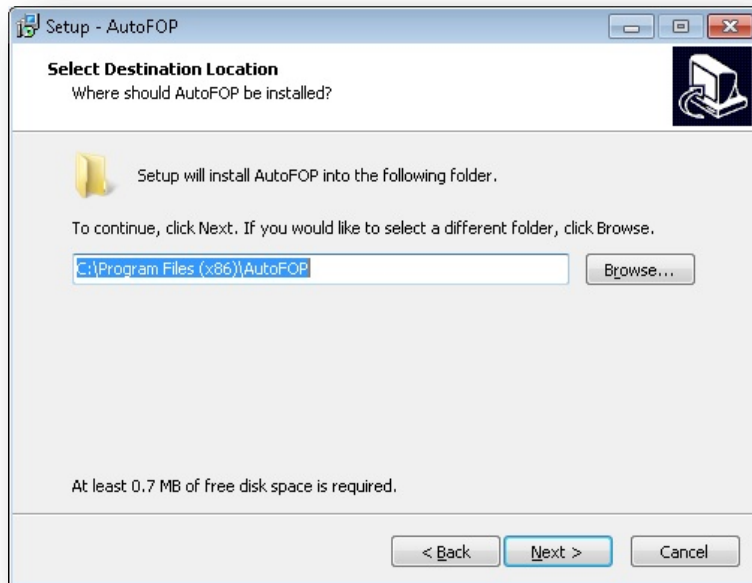 Setup - AutoFOP
Select Destination Location
Where should AutoFOP be installed?
Setup will install AutoFOP into the following folder.
To continue, click Next. If you would like to select a different folder, click Browse.
C:\Program Files (x86)\AutoFOP
Browse...
At least 0.7 MB of free disk space is required.
< Back
Next >
Cancel